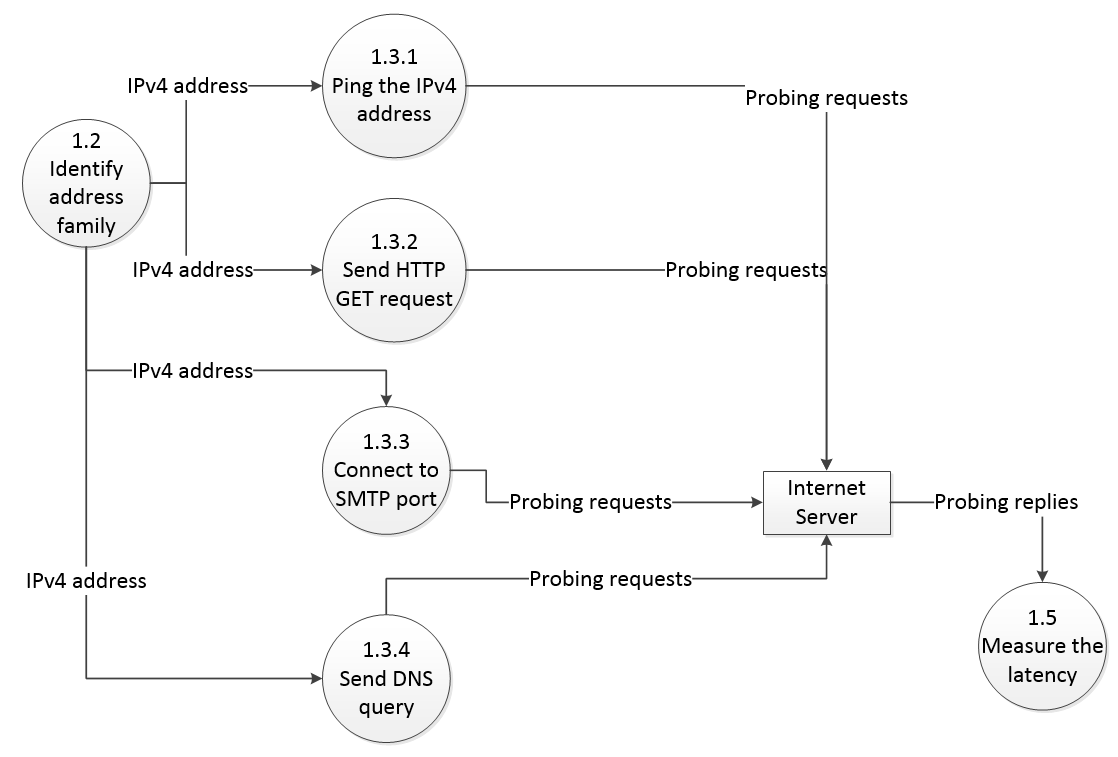 1.3.1
Ping the IPv4
address
IPv4 address
Probing requests
1.2
Identify
address
family
1.3.2
Send HTTP
GET request
IPv4 address
Probing requests
IPv4 address
1.3.3
Connect to
SMTP port
Probing requests
Internet
Server
Probing replies
IPv4 address
Probing requests
1.3.4
Send DNS
query
1.5
Measure the
latency